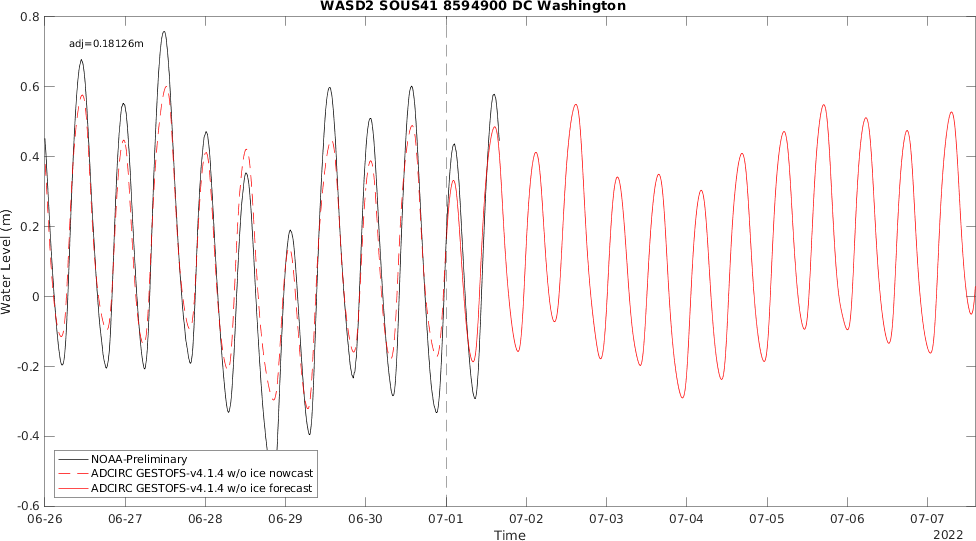 WASD2 SOUS41 8594900 DC Washington
adj=0.18126m
0.8
0.6
0.4
0.2
0
-0.2
-0.4
-0.6
Water Level (m)
NOAA-Preliminary
ADCIRC GESTOFS-v4.1.4 w/o ice nowcast
ADCIRC GESTOFS-v4.1.4 w/o ice forecast
06-26 06-27 06-28 06-29 06-30 07-01 07-02 07-03 07-04 07-05 07-06 07-07
Time
2022